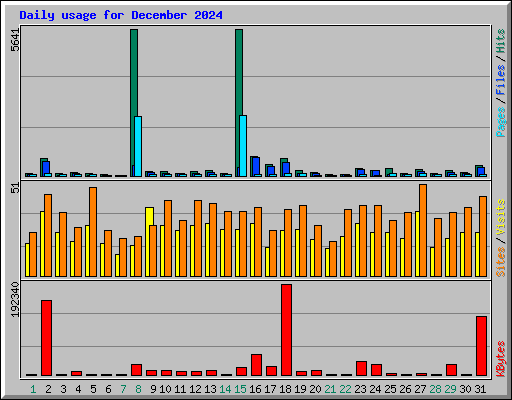 Daily usage for December 2024
5641
Pages / Files / Hits
51
Sites / Visits
192340
KBytes
1 2 3 4 5 6 7 8 9 10 11 12 13 14 15 16 17 18 19 20 21 22 23 24 25 26 27 28 29 30 31